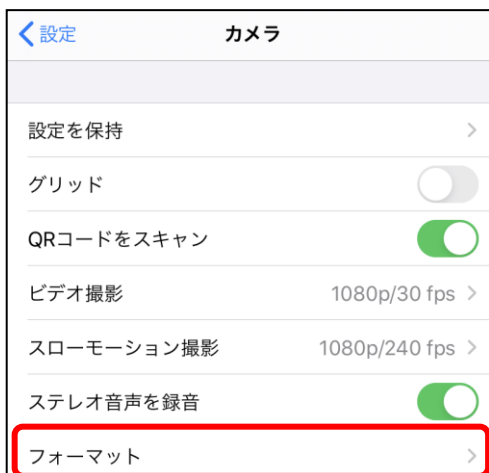 設定 カメラ
設定を保持
グリッド
QRコードをスキャン
ビデオ撮影 1080p/30 fps
スローモーション撮影 1080p/240 fps
ステレオ音声を録音
フォーマット